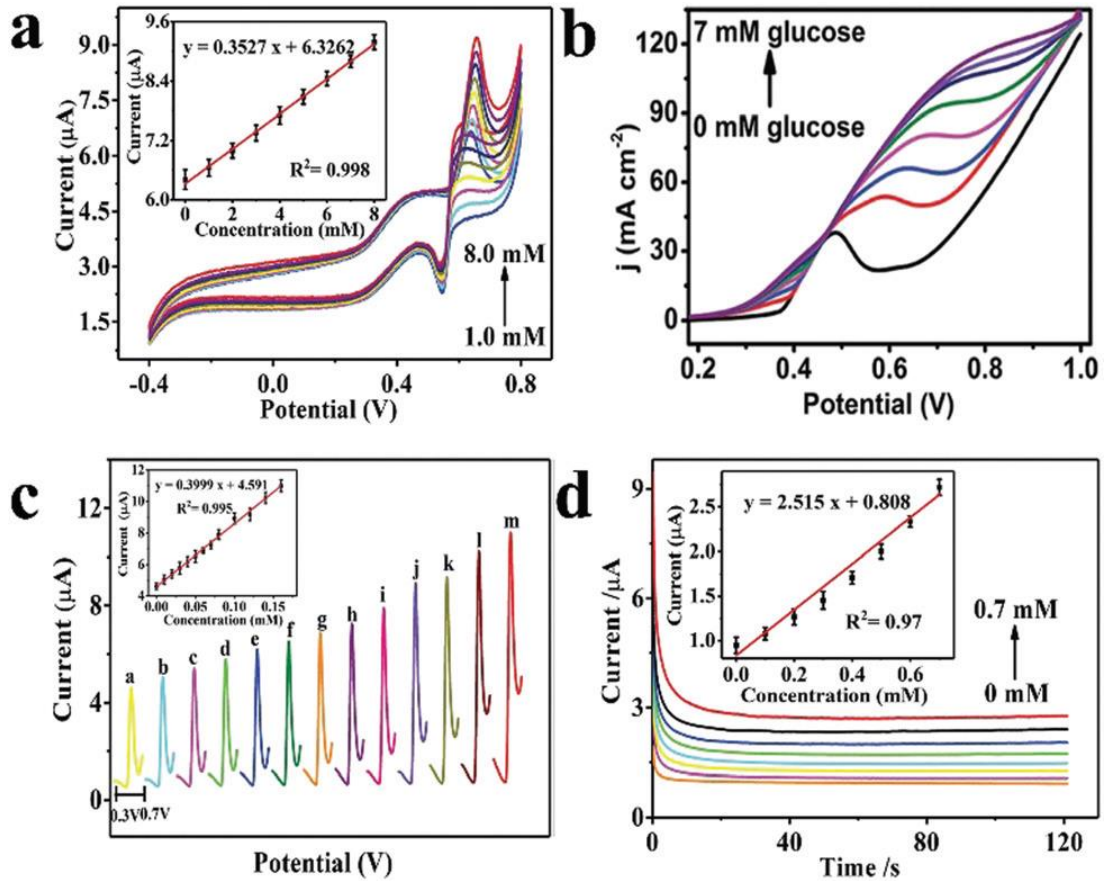 a
y = 0.3527 x + 6.3262
R²= 0.998
9.6
8.4
7.2
6.0
Current (μA)
0 2 4 6 8
Concentration (mM)
9.0
7.5
6.0
4.5
3.0
1.5
Current (μA)
8.0 mM
1.0 mM
-0.4 0.0 0.4 0.8
Potential (V)
b
7 mM glucose
0 mM glucose
120
90
60
30
0
j (mA cm⁻²)
0.2 0.4 0.6 0.8 1.0
Potential (V)
c
y = 0.3999 x + 4.591
R²= 0.995
12
10
8
6
4
Current (μA)
0.00 0.05 0.10 0.15
Concentration (mM)
12
8
4
0
Current (μA)
a b c d e f g h i j k l m
0.3V 0.7V
Potential (V)
d
y = 2.515 x + 0.808
R²= 0.97
2.5
2.0
1.5
1.0
Current (μA)
0.0 0.2 0.4 0.6
Concentration (mM)
9
6
3
0
Current /μA
0.7 mM
0 mM
0 40 80 120
Time /s